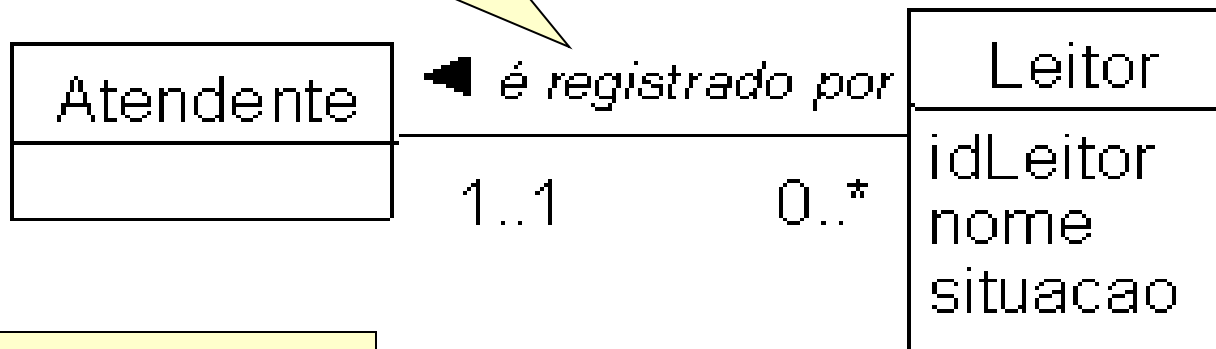 Atendente
é registrado por
1..1
0..*
Leitor
idLeitor
nome
situacao